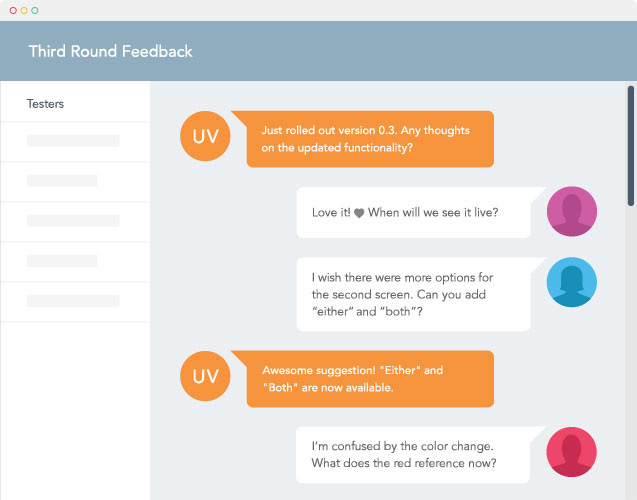 Third Round Feedback
Testers
UV
Just rolled out version 0.3. Any thoughts
on the updated functionality?
Love it! ♥ When will we see it live?
I wish there were more options for
the second screen. Can you add
“either” and “both”?
UV
Awesome suggestion! "Either" and
"Both" are now available.
I’m confused by the color change.
What does the red reference now?